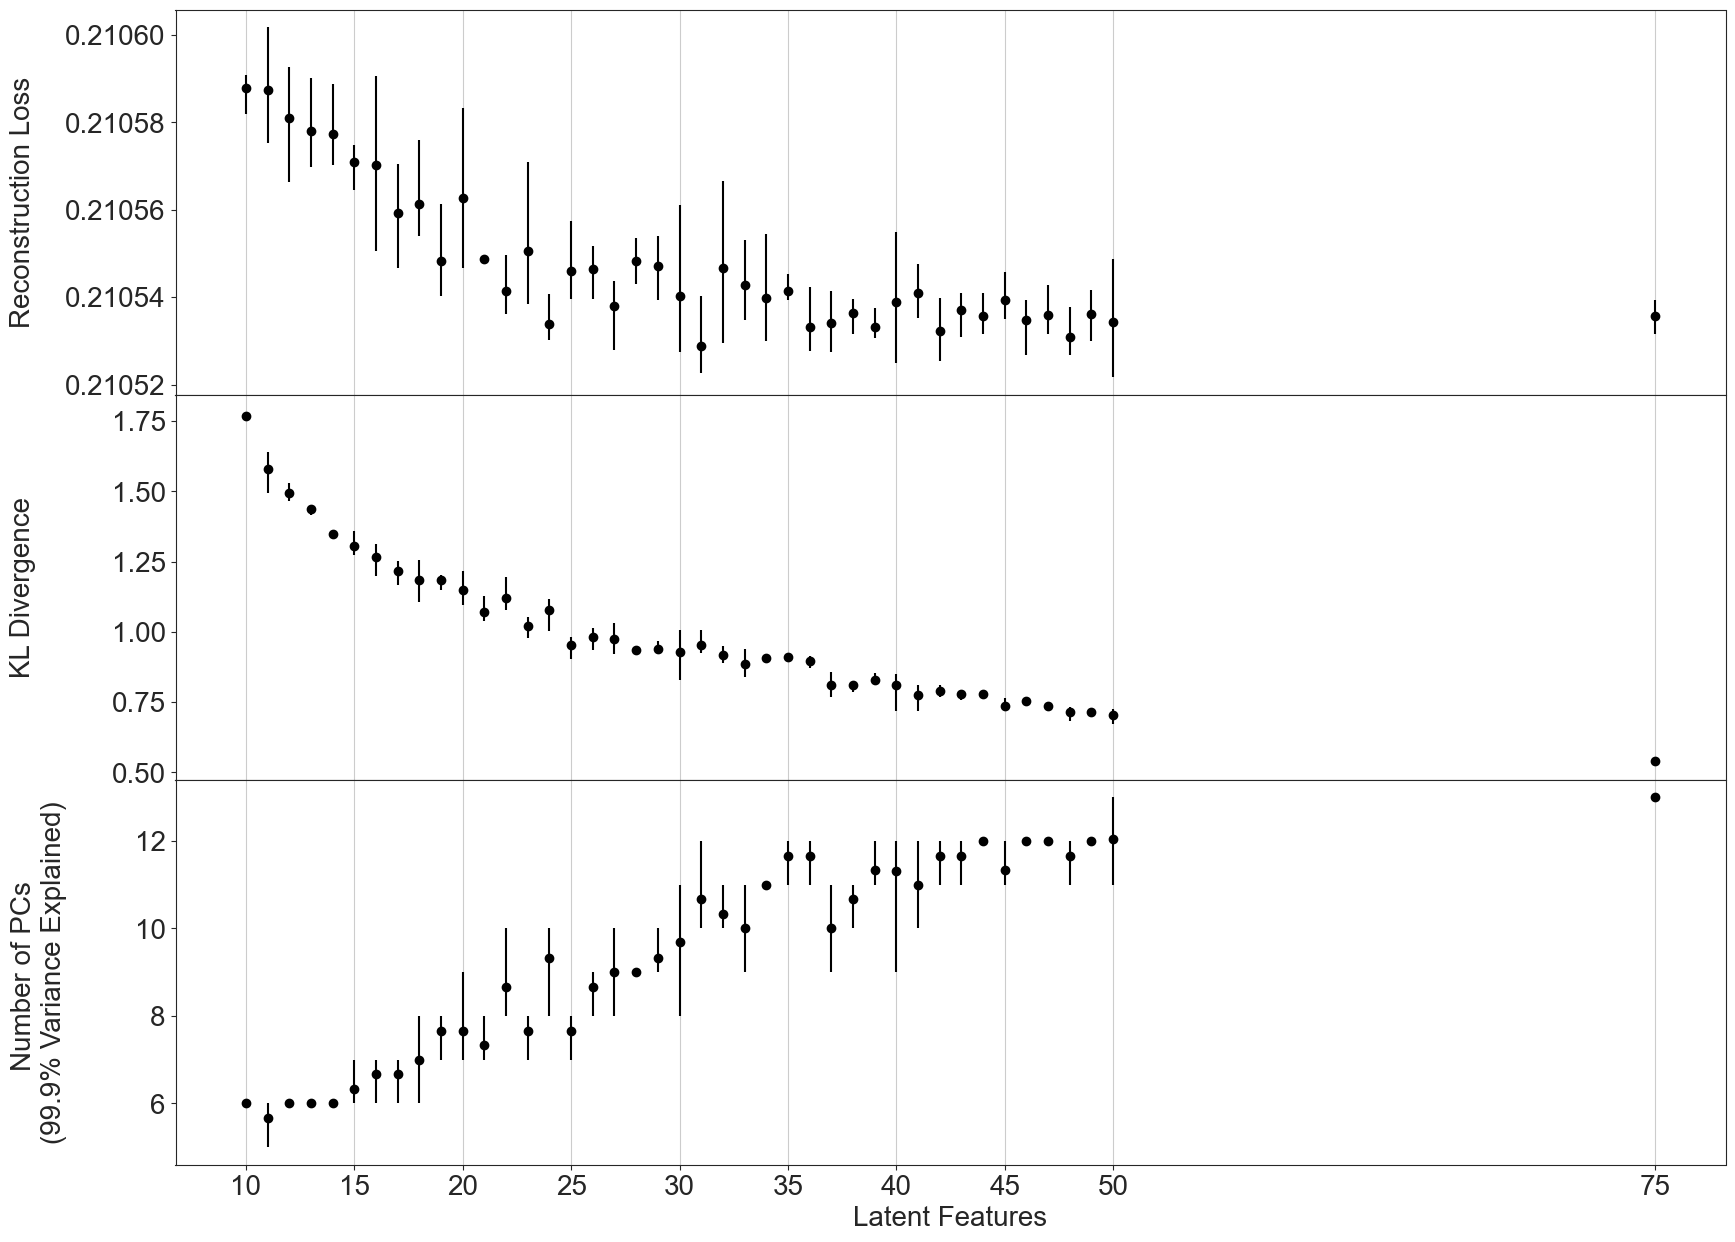 Reconstruction Loss
0.21060
0.21058
0.21056
0.21054
0.21052
KL Divergence
1.75
1.50
1.25
1.00
0.75
0.50
Number of PCs
(99.9% Variance Explained)
12
10
8
6
10 15 20 25 30 35 40 45 50 75
Latent Features